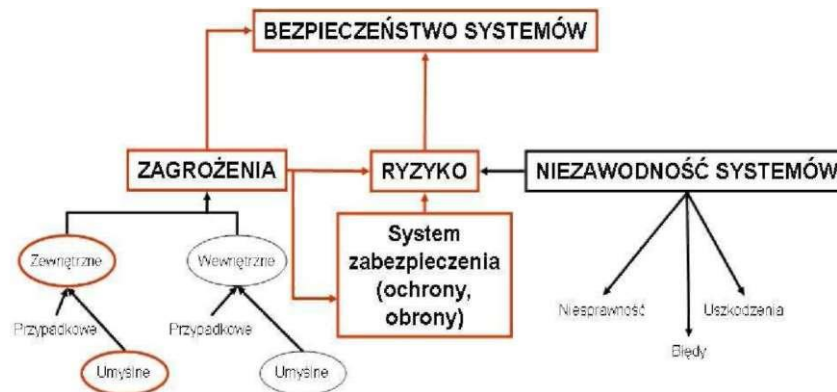 BEZPIECZEŃSTWO SYSTEMÓW
ZAGROŻENIA
RYZYKO
NIEZAWODNOŚĆ SYSTEMÓW
Zewnętrzne
Wewnętrzne
System
zabezpieczenia
(ochrony,
obrony)
Przypadkowe
Przypadkowe
Umyślne
Umyślne
Niesprawność
Uszkodzenia
Błędy